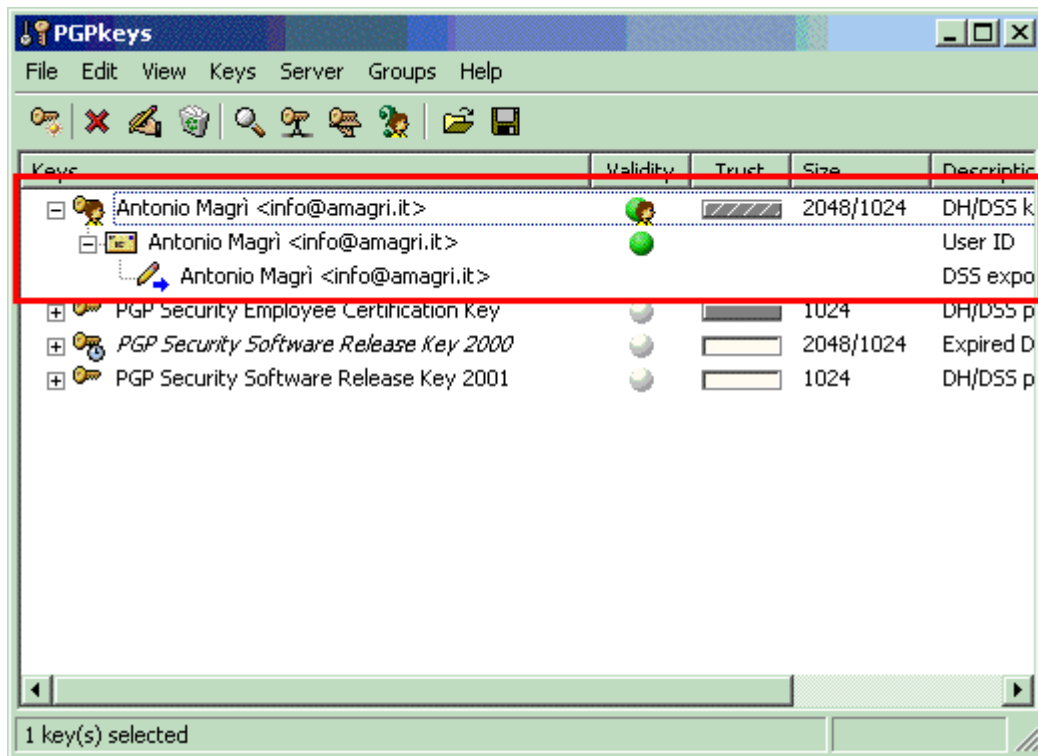 PGPkeys
File Edit View Keys Server Groups Help
Keys Validity Trust Size Descriptic
Antonio Magrì <info@amagri.it> 2048/1024 DH/DSS k
Antonio Magrì <info@amagri.it> User ID
Antonio Magrì <info@amagri.it> DSS expo
PGP Security Employee Certification Key 1024 DH/DSS p
PGP Security Software Release Key 2000 2048/1024 Expired D
PGP Security Software Release Key 2001 1024 DH/DSS p
1 key(s) selected